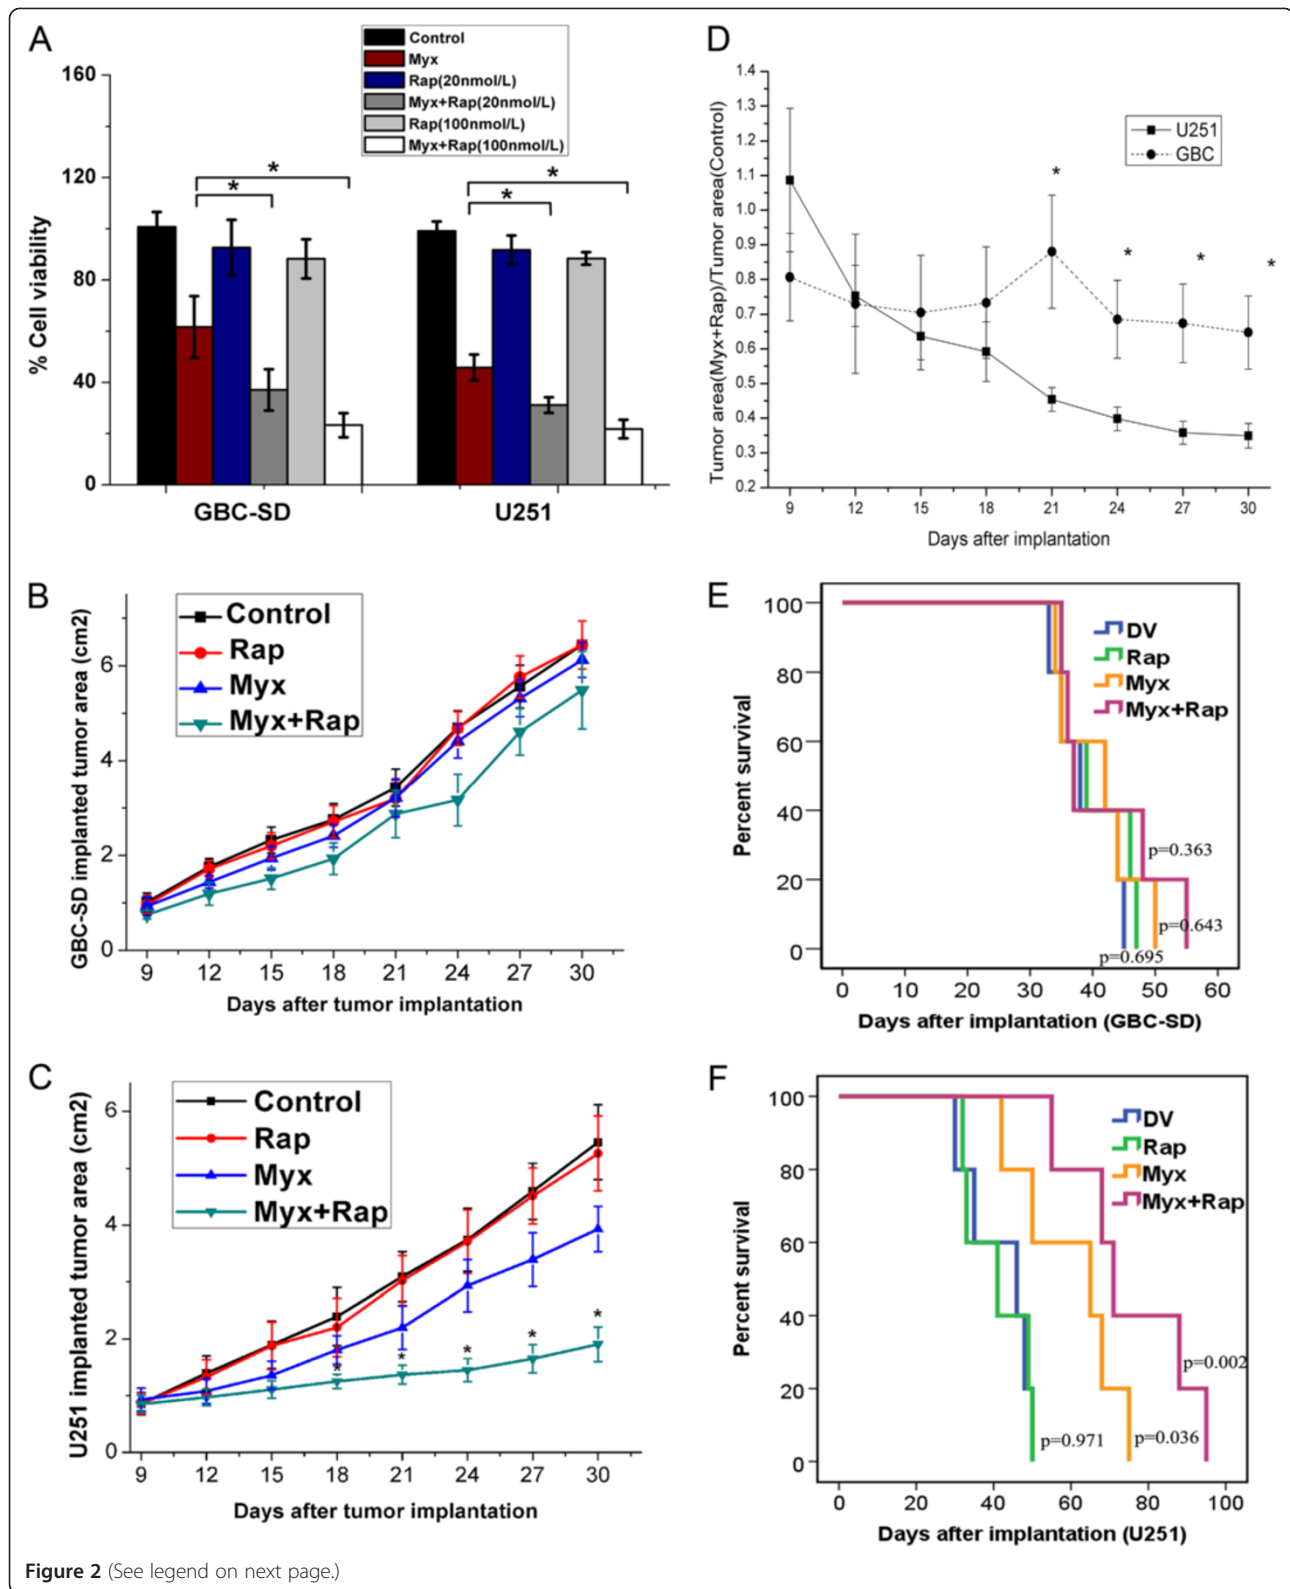 A
Control
Myx
Rap(20nmol/L)
Myx+Rap(20nmol/L)
Rap(100nmol/L)
Myx+Rap(100nmol/L)
160
120
80
40
0
% Cell viability
*
*
*
*
GBC-SD
U251
D
1.4
1.3
1.2
1.1
1.0
0.9
0.8
0.7
0.6
0.5
0.4
0.3
0.2
Tumor area(Myx+Rap)/Tumor area(Control)
U251
GBC
*
*
*
*
9 12 15 18 21 24 27 30
Days after implantation
B
Control
Rap
Myx
Myx+Rap
GBC-SD implanted tumor area (cm2)
6
4
2
0
9 12 15 18 21 24 27 30
Days after tumor implantation
E
DV
Rap
Myx
Myx+Rap
Percent survival
100
80
60
40
20
0
p=0.363
p=0.643
p=0.695
0 10 20 30 40 50 60
Days after implantation (GBC-SD)
C
Control
Rap
Myx
Myx+Rap
U251 implanted tumor area (cm2)
6
4
2
0
*
*
*
*
*
9 12 15 18 21 24 27 30
Days after tumor implantation
F
DV
Rap
Myx
Myx+Rap
Percent survival
100
80
60
40
20
0
p=0.002
p=0.036
p=0.971
0 20 40 60 80 100
Days after implantation (U251)
Figure 2 (See legend on next page.)